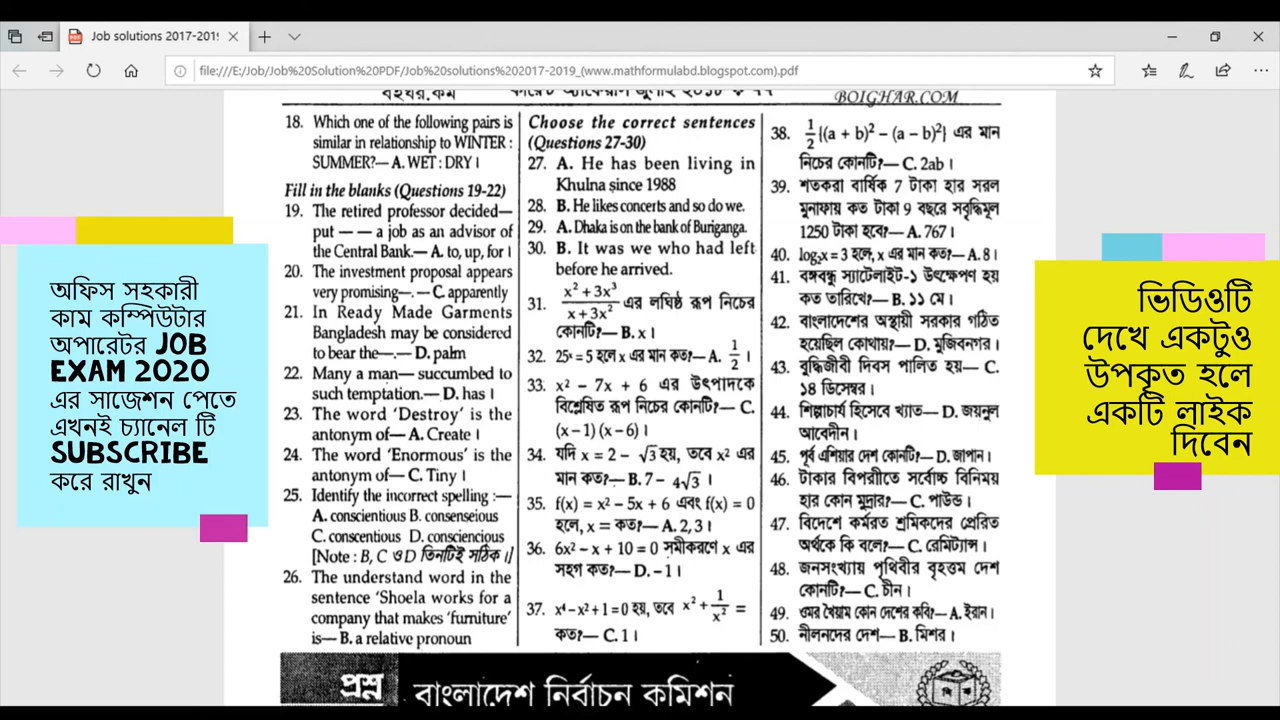 Job solutions 2017-2019
file:///E:/Job/Job%20Solution%20PDF/Job%20solutions%202017-2019_(www.mathformulabd.blogspot.com).pdf
বইঘর.কম
BOIGHAR.COM
18. Which one of the following pairs is
similar in relationship to WINTER :
SUMMER?– A. WET : DRY ।
Fill in the blanks (Questions 19-22)
19. The retired professor decided—
put — — a job as an advisor of
the Central Bank – A. to, up, for ।
20. The investment proposal appears
very promising—.— C. apparently
21. In Ready Made Garments
Bangladesh may be considered
to bear the—.— D. palm
22. Many a man— succumbed to
such temptation.— D. has ।
23. The word ‘Destroy’ is the
antonym of— A. Create ।
24. The word ‘Enormous’ is the
antonym of— C. Tiny ।
25. Identify the incorrect spelling :—
A. conscientious B. consenseious
C. conscentious D. consciencious
[Note : B, C ও D তিনটিই সঠিক।]
26. The understand word in the
sentence ‘Shoela works for a
company that makes ‘furniture’
is— B. a relative pronoun
Choose the correct sentences
(Questions 27-30)
27. A. He has been living in
Khulna since 1988
28. B. He likes concerts and so do we.
29. A. Dhaka is on the bank of Buriganga.
30. B. It was we who had left
before he arrived.
31. (x² + 3x³)/(x + 3x²) এর লঘিষ্ঠ রূপ নিচের
কোনটি?— B. x ।
32. 25ˣ = 5 হলে x এর মান কত?— A. 1/2 ।
33. x² – 7x + 6 এর উৎপাদকে
বিশ্লেষিত রূপ নিচের কোনটি?— C.
(x – 1) (x – 6) ।
34. যদি x = 2 – √3 হয়, তবে x² এর
মান কত?— B. 7 – 4√3 ।
35. f(x) = x² – 5x + 6 এবং f(x) = 0
হলে, x = কত?— A. 2, 3 ।
36. 6x² – x + 10 = 0 সমীকরণে x এর
সহগ কত?— D. –1 ।
37. x⁴ – x² + 1 = 0 হয়, তবে x² + 1/x² =
কত?— C. 1 ।
38. 1/2 {(a + b)² – (a – b)²} এর মান
নিচের কোনটি?— C. 2ab ।
39. শতকরা বার্ষিক 7 টাকা হার সরল
মুনাফায় কত টাকা 9 বছরে সবৃদ্ধিমূল
1250 টাকা হবে?— A. 767 ।
40. log₂x = 3 হলে, x এর মান কত?— A. 8 ।
41. বঙ্গবন্ধু স্যাটেলাইট-১ উৎক্ষেপণ হয়
কত তারিখে?— B. ১১ মে ।
42. বাংলাদেশের অস্থায়ী সরকার গঠিত
হয়েছিল কোথায়?— D. মুজিবনগর ।
43. বুদ্ধিজীবী দিবস পালিত হয়— C.
১৪ ডিসেম্বর ।
44. শিল্পাচার্য হিসেবে খ্যাত— D. জয়নুল
আবেদীন ।
45. পূর্ব এশিয়ার দেশ কোনটি?— D. জাপান ।
46. টাকার বিপরীতে সর্বোচ্চ বিনিময়
হার কোন মুদ্রার?— C. পাউন্ড ।
47. বিদেশে কর্মরত শ্রমিকদের প্রেরিত
অর্থকে কি বলে?— C. রেমিট্যান্স ।
48. জনসংখ্যায় পৃথিবীর বৃহত্তম দেশ
কোনটি?— C. চীন ।
49. ওমর খৈয়াম কোন দেশের কবি?— A. ইরান ।
50. নীলনদের দেশ— B. মিশর ।
প্রশ্ন
বাংলাদেশ নির্বাচন কমিশন
অফিস সহকারী
কাম কম্পিউটার
অপারেটর JOB
EXAM 2020
এর সাজেশন পেতে
এখনই চ্যানেল টি
SUBSCRIBE
করে রাখুন
ভিডিওটি
দেখে একটুও
উপকৃত হলে
একটি লাইক
দিবেন